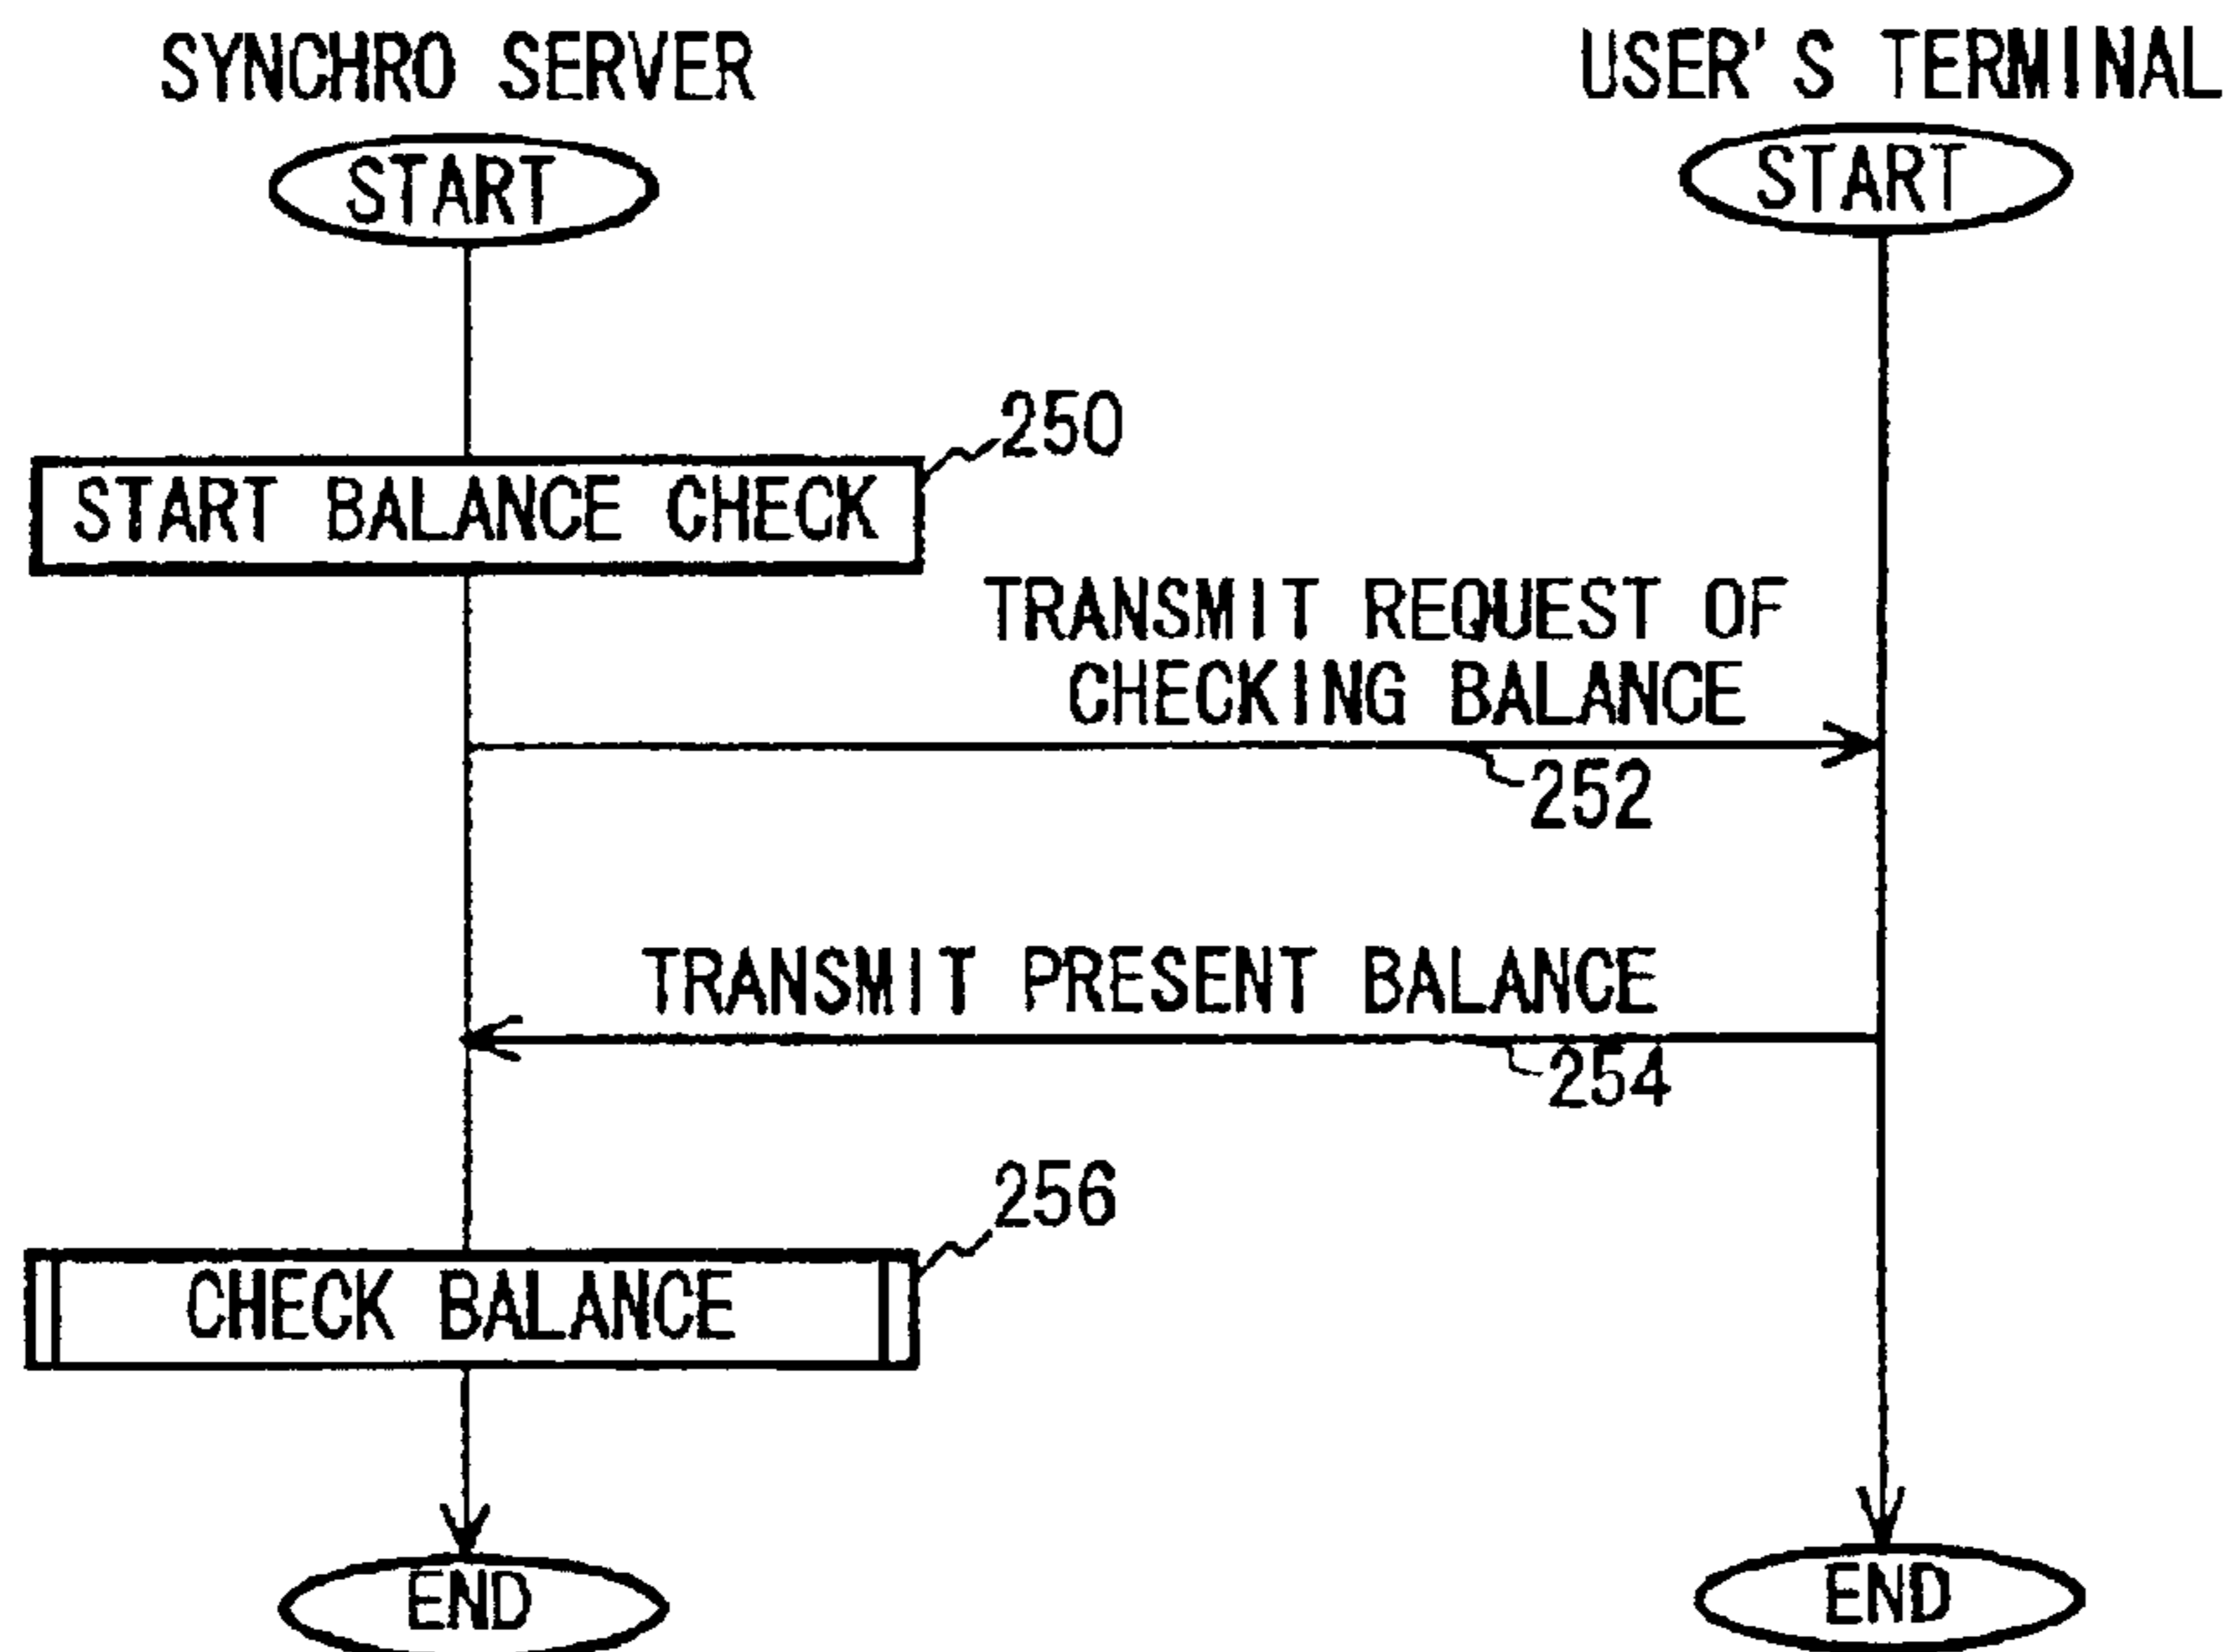 SYNCHRO SERVER
USER'S TERMINAL
START
START
250
START BALANCE CHECK
TRANSMIT REQUEST OF
CHECKING BALANCE
252
TRANSMIT PRESENT BALANCE
254
256
CHECK BALANCE
END
END